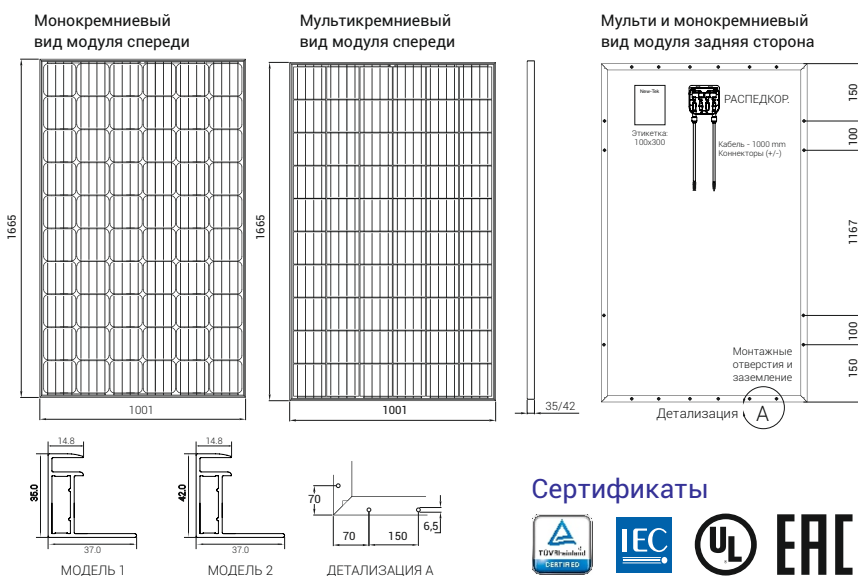 Монокремниевый
вид модуля спереди
Мультикремниевый
вид модуля спереди
Мульти и монокремниевый
вид модуля задняя сторона
1665
1001
1665
1001
35/42
New-Tek
Этикетка:
100x300
РАСПЕДКОР.
Кабель - 1000 mm
Коннекторы (+/-)
150
100
1167
100
150
Монтажные
отверстия и
заземление
Детализация
A
14.8
35.0
37.0
МОДЕЛЬ 1
14.8
42.0
37.0
МОДЕЛЬ 2
70
70
150
6,5
ДЕТАЛИЗАЦИЯ А
Сертификаты
TÜVRheinland
CERTIFIED
IEC
UL
EAC